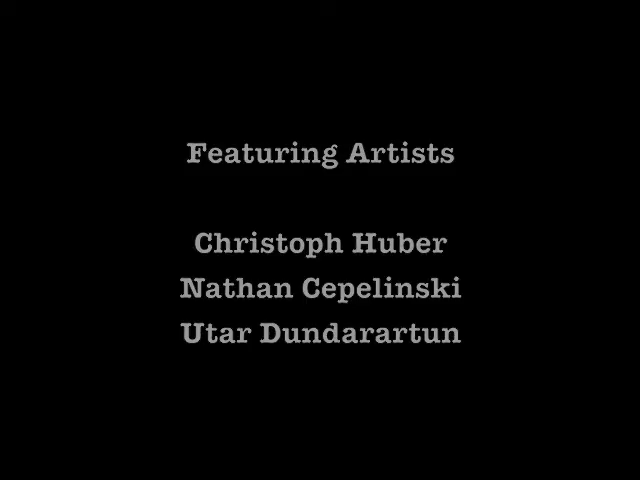 Featuring Artists
Christoph Huber
Nathan Cepelinski
Utar Dundarartun